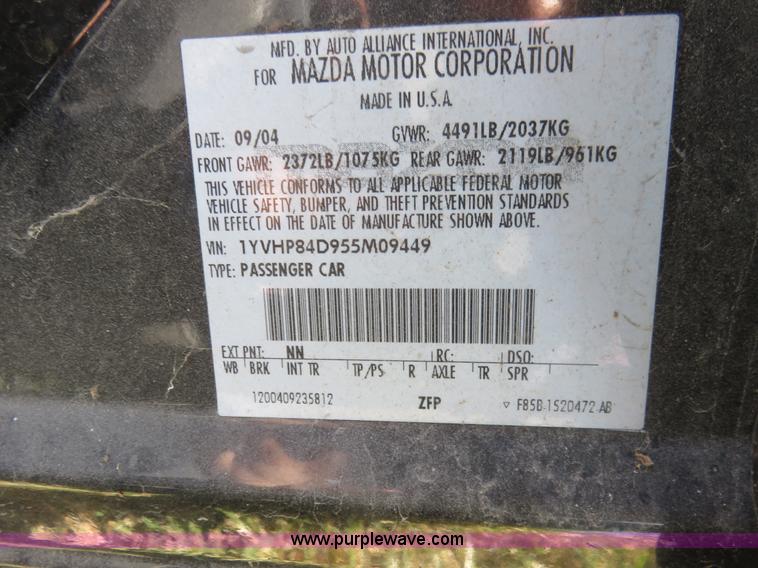 MFD. BY AUTO ALLIANCE INTERNATIONAL, INC.
FOR MAZDA MOTOR CORPORATION
MADE IN U.S.A.
DATE: 09/04 GVWR: 4491LB/2037KG
FRONT GAWR: 2372LB/1075KG REAR GAWR: 2119LB/961KG
THIS VEHICLE CONFORMS TO ALL APPLICABLE FEDERAL MOTOR
VEHICLE SAFETY, BUMPER, AND THEFT PREVENTION STANDARDS
IN EFFECT ON THE DATE OF MANUFACTURE SHOWN ABOVE.
VIN: 1YVHP84D955M09449
TYPE: PASSENGER CAR
EXT PNT: NN RC: DSO:
WB BRK INT TR TP/PS R AXLE TR SPR
1200409235812 ZFP ▽ F85B-1520472-AB
www.purplewave.com